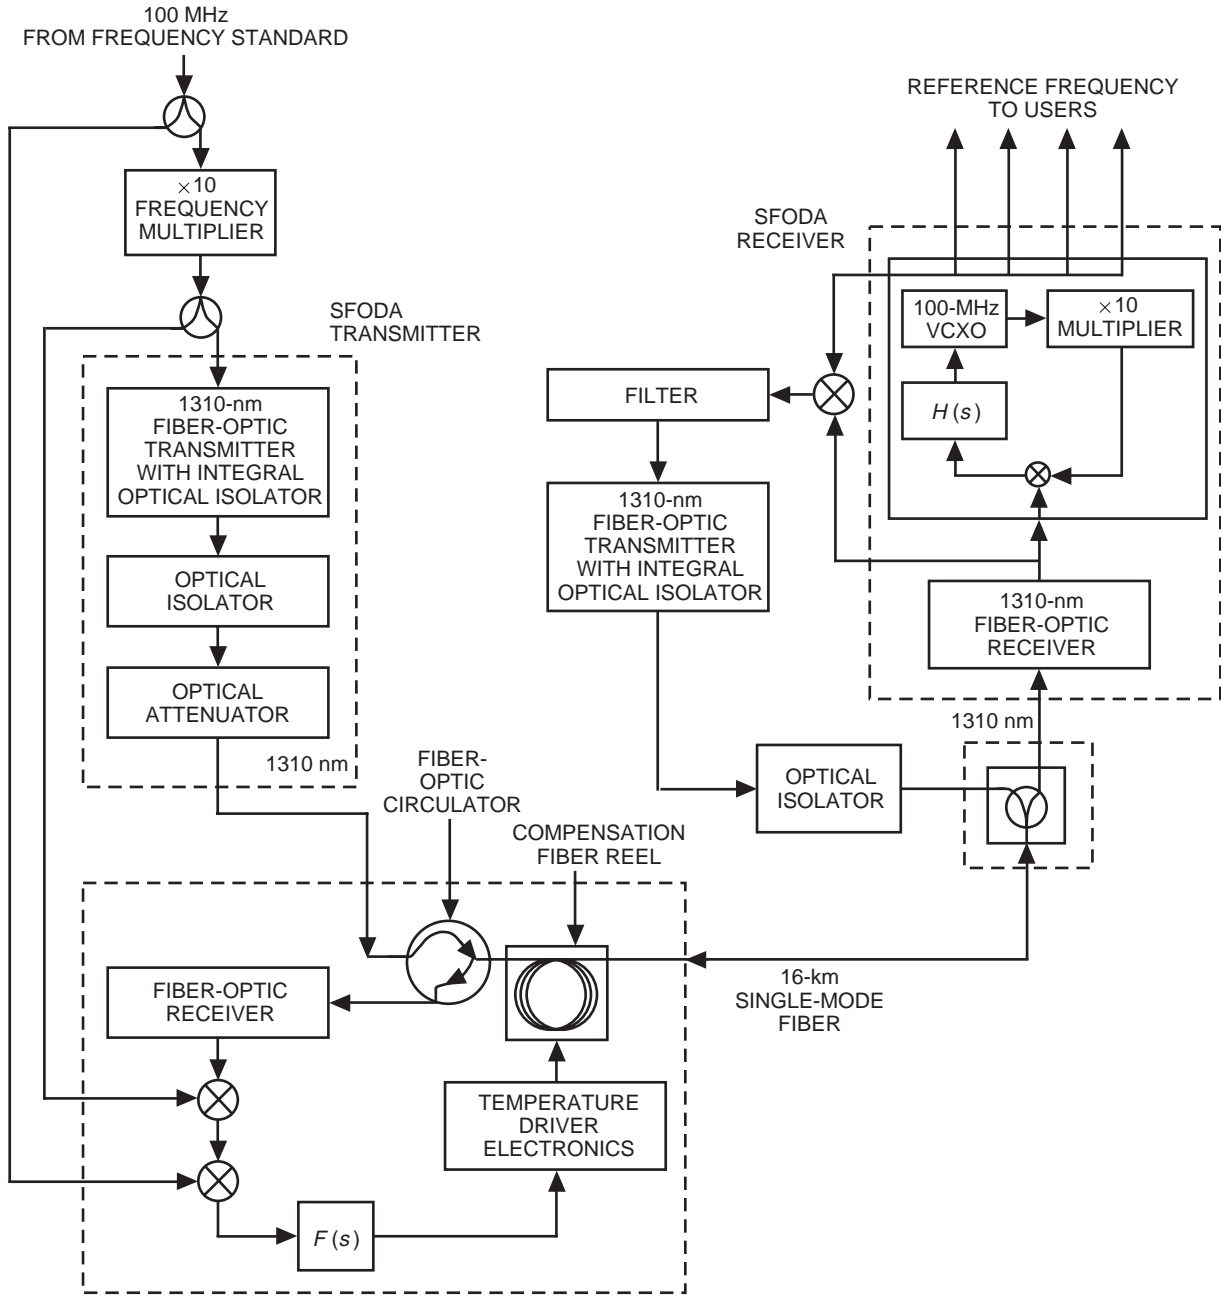 100 MHz
FROM FREQUENCY STANDARD
×10
FREQUENCY
MULTIPLIER
SFODA
TRANSMITTER
1310-nm
FIBER-OPTIC
TRANSMITTER
WITH INTEGRAL
OPTICAL ISOLATOR
OPTICAL
ISOLATOR
OPTICAL
ATTENUATOR
1310 nm
REFERENCE FREQUENCY
TO USERS
SFODA
RECEIVER
100-MHz
VCXO
×10
MULTIPLIER
H(s)
FILTER
1310-nm
FIBER-OPTIC
TRANSMITTER
WITH INTEGRAL
OPTICAL ISOLATOR
1310-nm
FIBER-OPTIC
RECEIVER
1310 nm
OPTICAL
ISOLATOR
FIBER-
OPTIC
CIRCULATOR
COMPENSATION
FIBER REEL
16-km
SINGLE-MODE
FIBER
FIBER-OPTIC
RECEIVER
TEMPERATURE
DRIVER
ELECTRONICS
F(s)